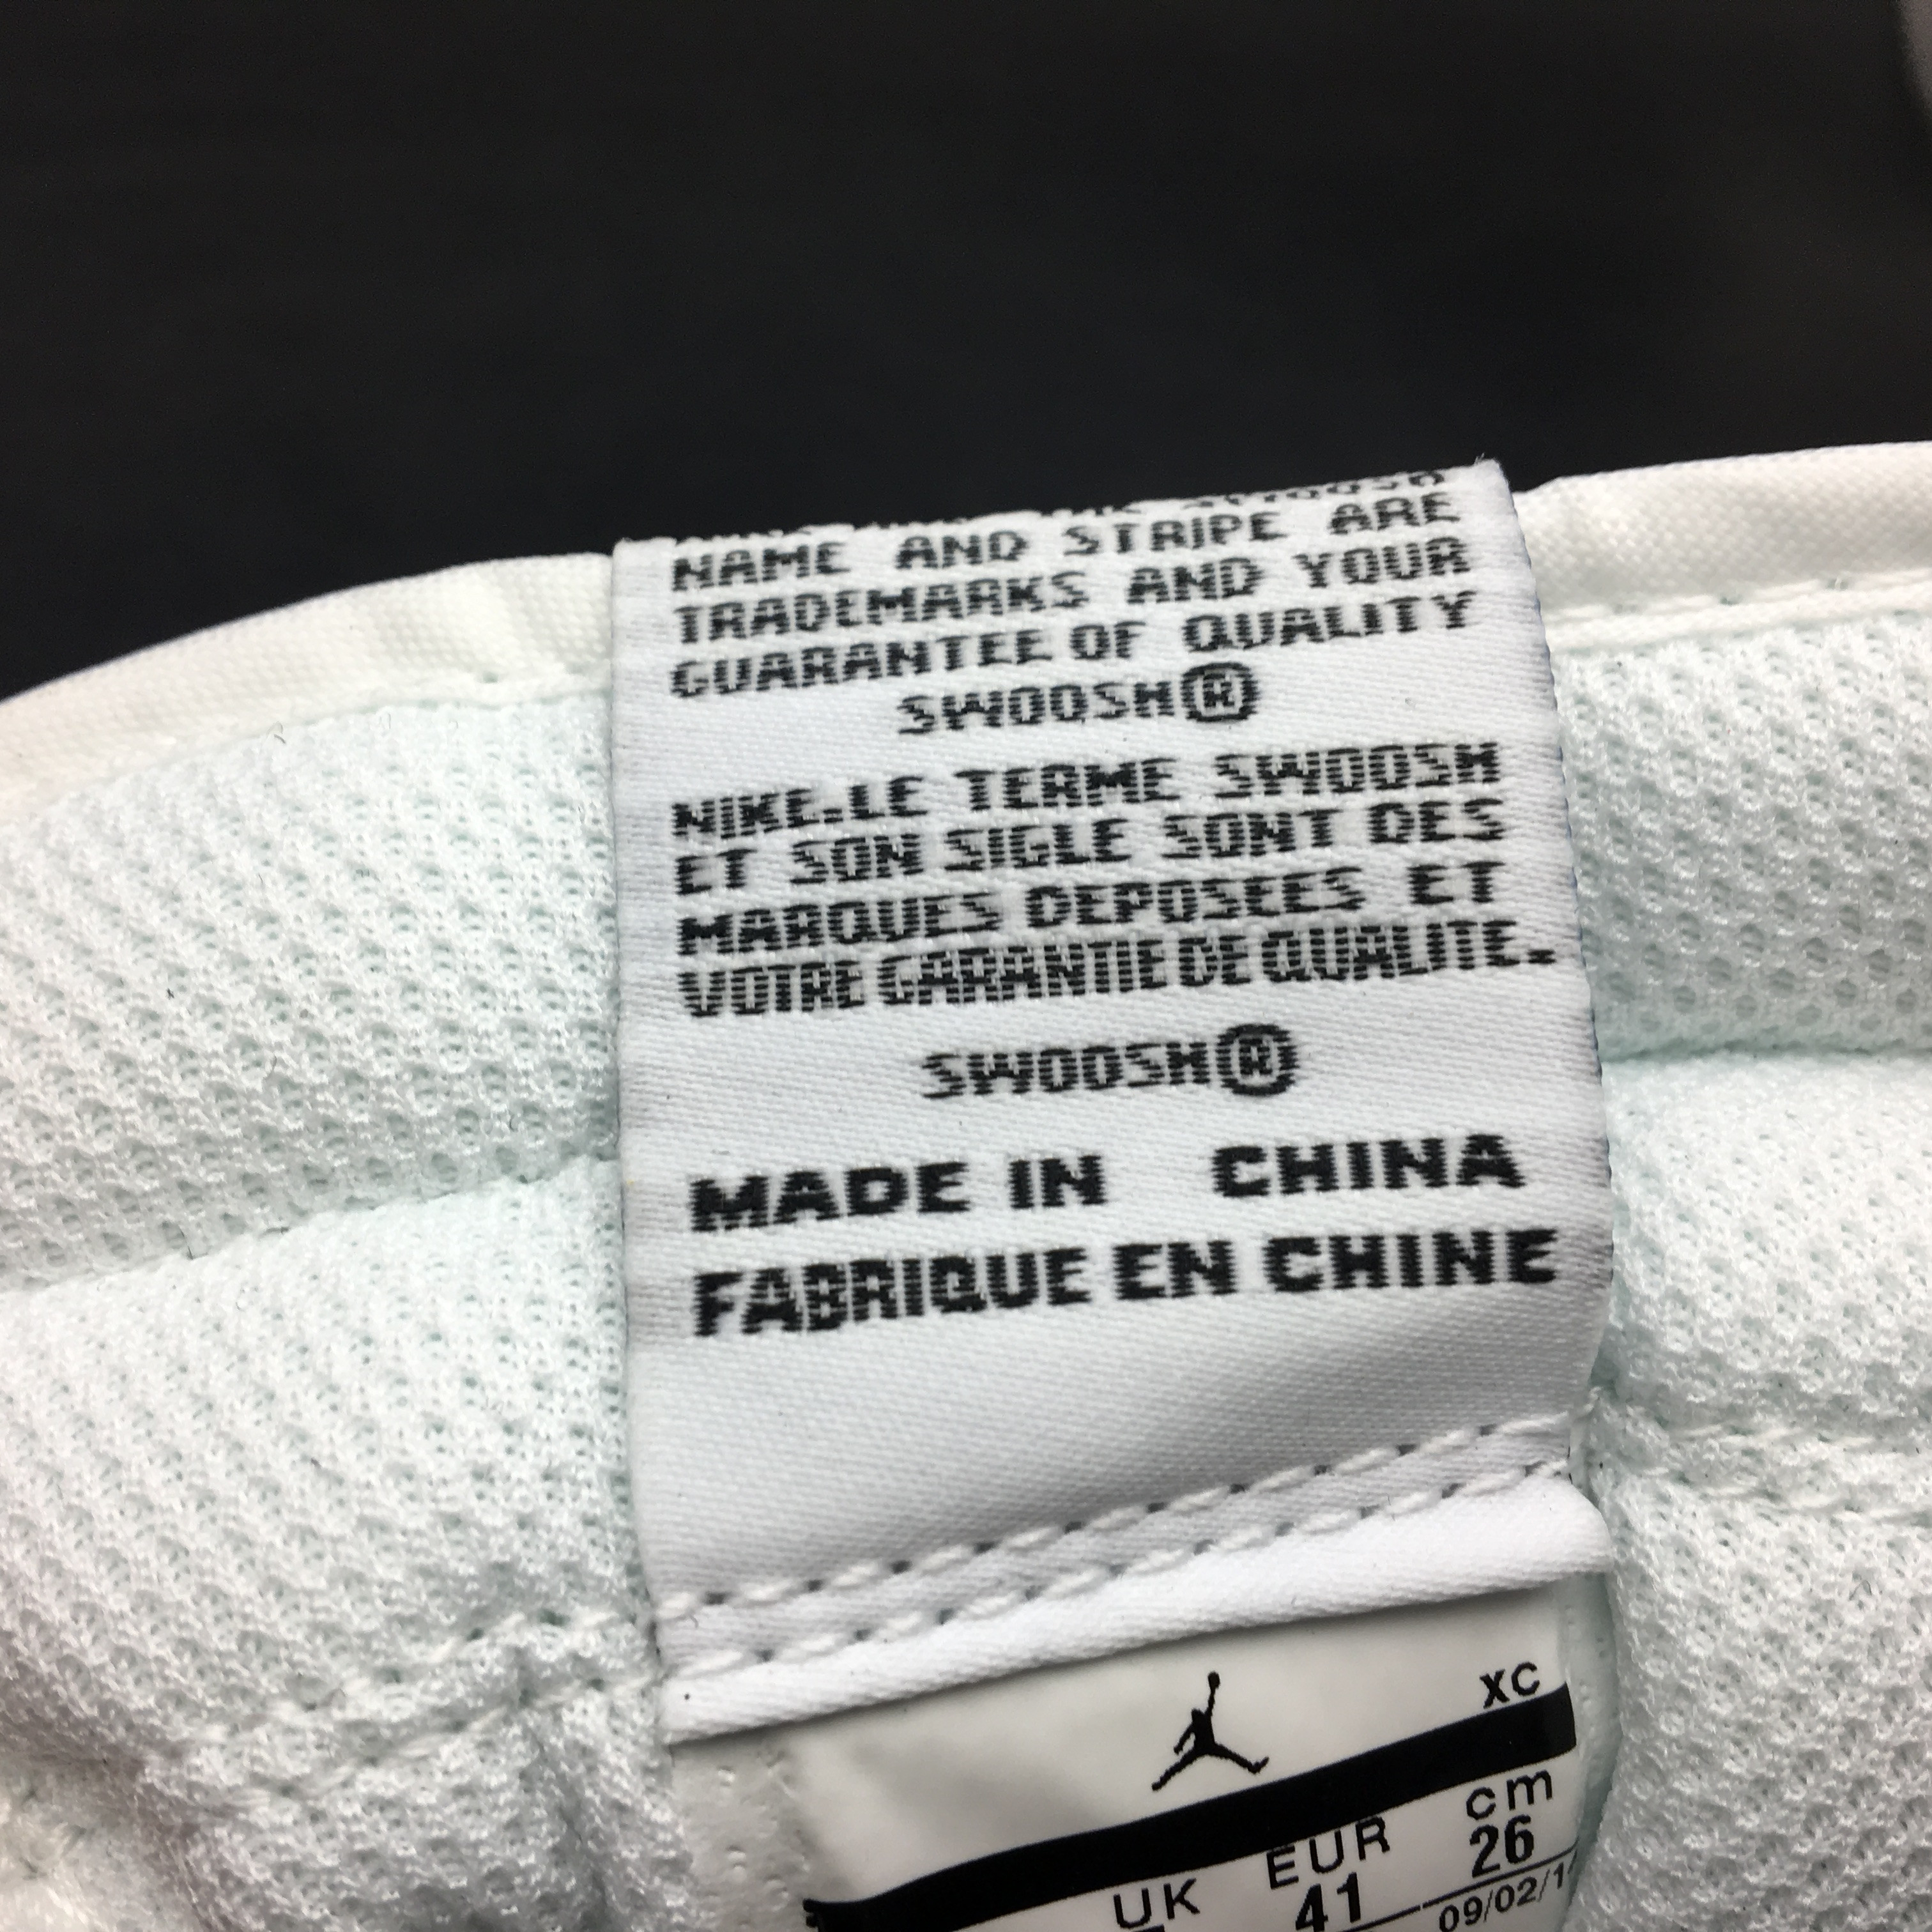 NAME AND STRIPE ARE
TRADEMARKS AND YOUR
GUARANTEE OF QUALITY
SWOOSH®
NIKE.LE TERME SWOOSH
ET SON SIGLE SONT DES
MARQUES DEPOSEES ET
VOTRE GARANTIE DE QUALITE.
SWOOSH®
MADE IN CHINA
FABRIQUE EN CHINE
XC
UK EUR cm
41 26